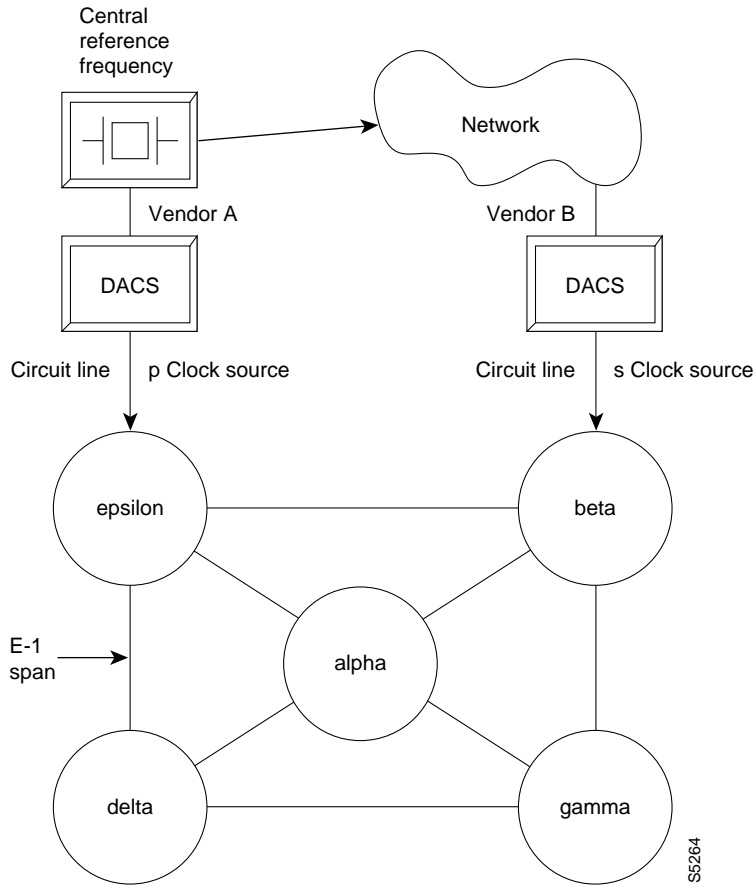 Central
reference
frequency
Network
Vendor A
Vendor B
DACS
DACS
Circuit line
p Clock source
Circuit line
s Clock source
epsilon
beta
E-1
span
alpha
delta
gamma
S5264